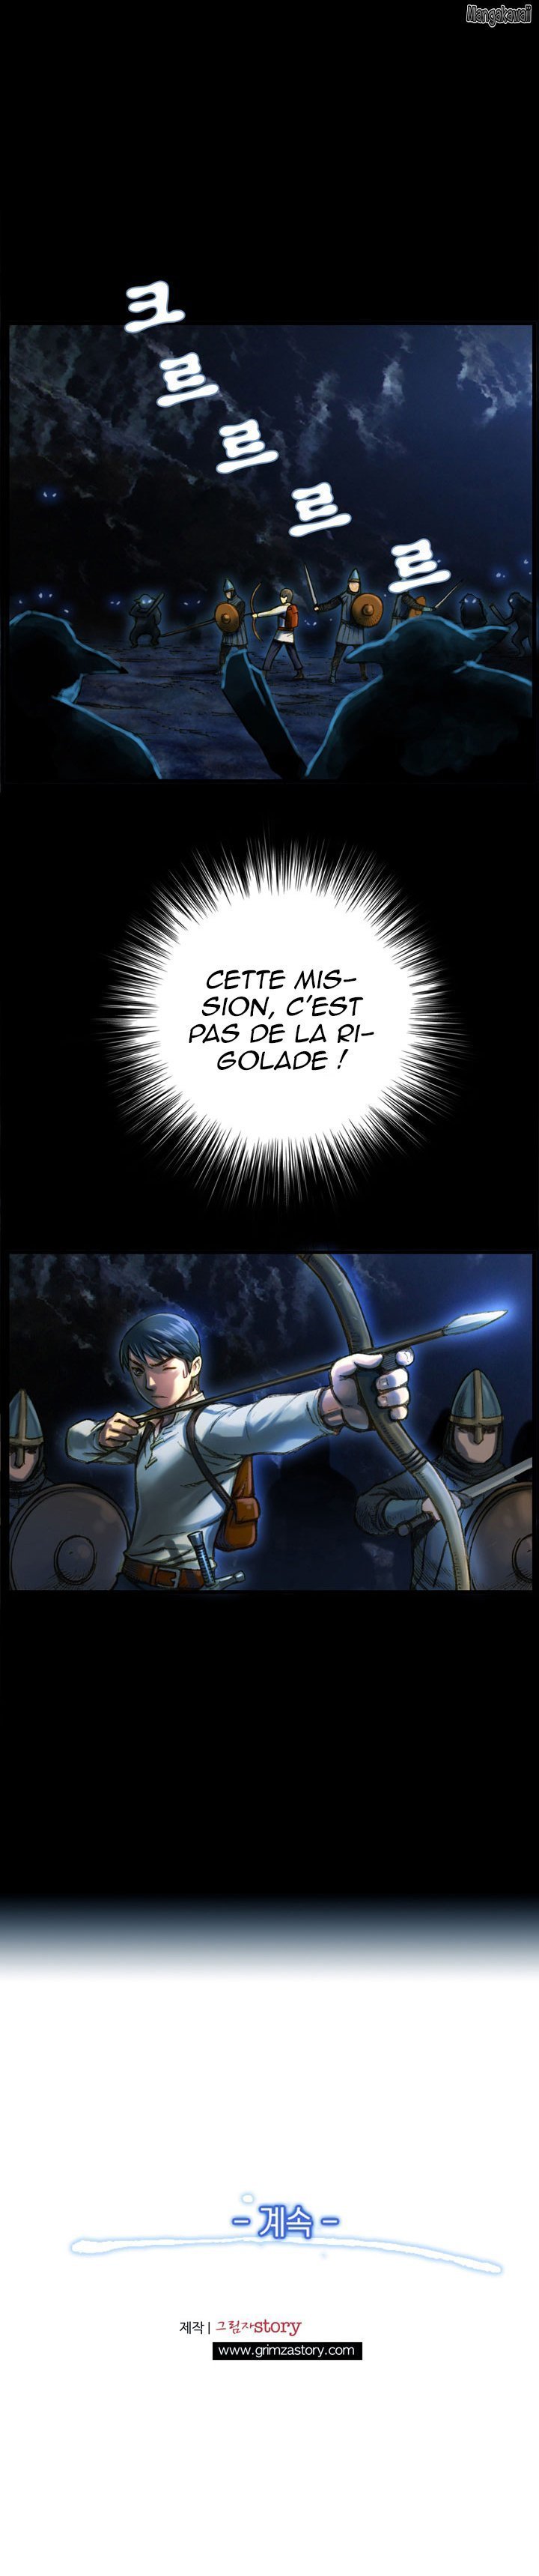 Mangakawaii
크
르
르
르
르
CETTE MIS-
SION, C'EST
PAS DE LA RI-
GOLADE !
- 계속 -
제작 | 그림자story
www.grimzastory.com